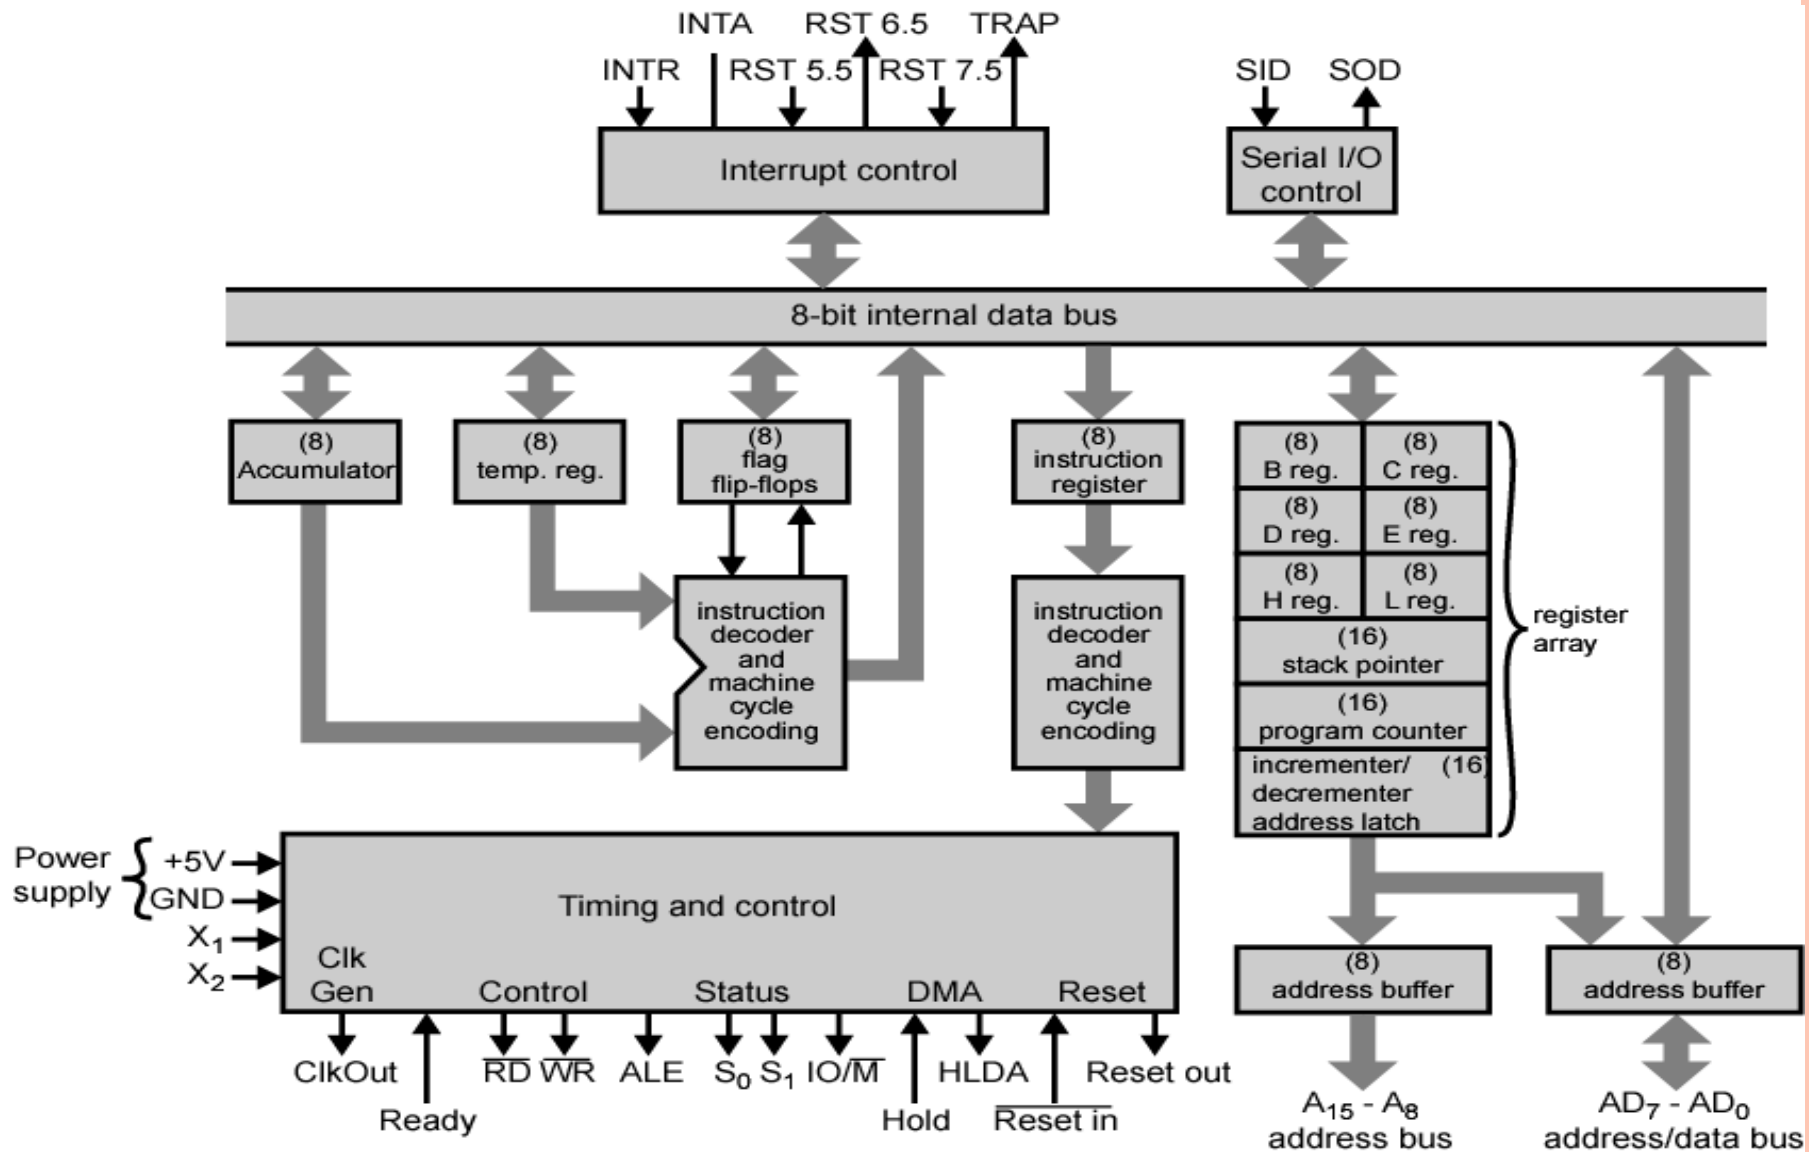 INTA RST 6.5 TRAP
INTR RST 5.5 RST 7.5 SID SOD
Interrupt control
Serial I/O
control
8-bit internal data bus
(8)
Accumulator
(8)
temp. reg.
(8)
flag
flip-flops
(8)
instruction
register
(8)
B reg.
(8)
C reg.
(8)
D reg.
(8)
E reg.
(8)
H reg.
(8)
L reg.
(16)
stack pointer
(16)
program counter
incrementer/ (16)
decrementer
address latch
register
array
instruction
decoder
and
machine
cycle
encoding
instruction
decoder
and
machine
cycle
encoding
Power
supply
+5V
GND
X₁
X₂
Timing and control
Clk
Gen Control Status DMA Reset
ClkOut R̅D̅ W̅R̅ ALE S₀ S₁ IO/M̅ HLDA Reset out
Ready Hold R̅e̅s̅e̅t̅ ̅i̅n̅
(8)
address buffer
(8)
address buffer
A₁₅ - A₈
address bus
AD₇ - AD₀
address/data bus